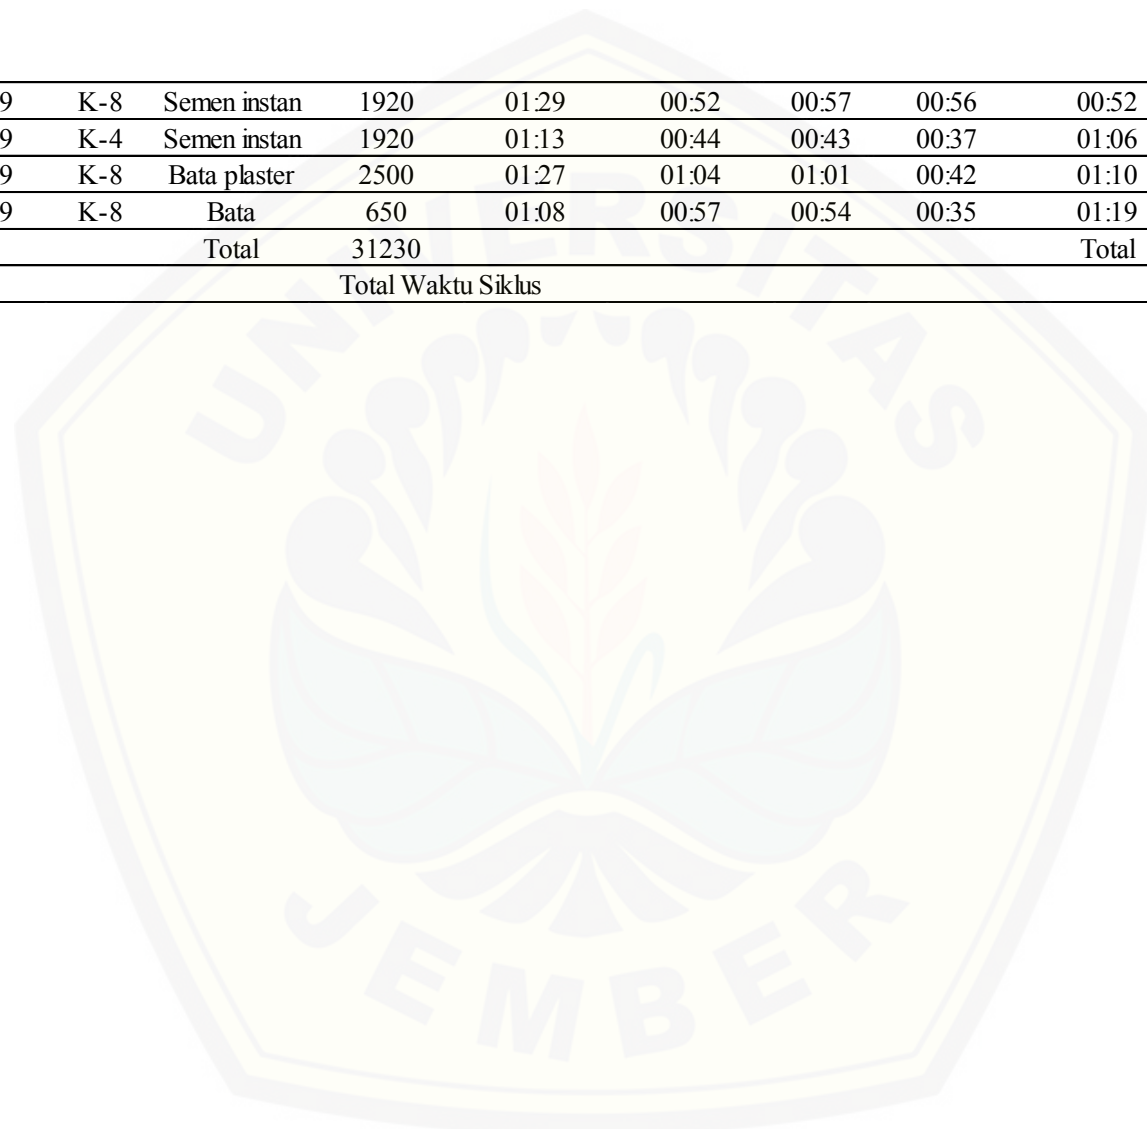 9 K-8 Semen instan 1920 01:29 00:52 00:57 00:56 00:52
9 K-4 Semen instan 1920 01:13 00:44 00:43 00:37 01:06
9 K-8 Bata plaster 2500 01:27 01:04 01:01 00:42 01:10
9 K-8 Bata 650 01:08 00:57 00:54 00:35 01:19
Total 31230 Total
Total Waktu Siklus
UNIVERSITAS
JEMBER